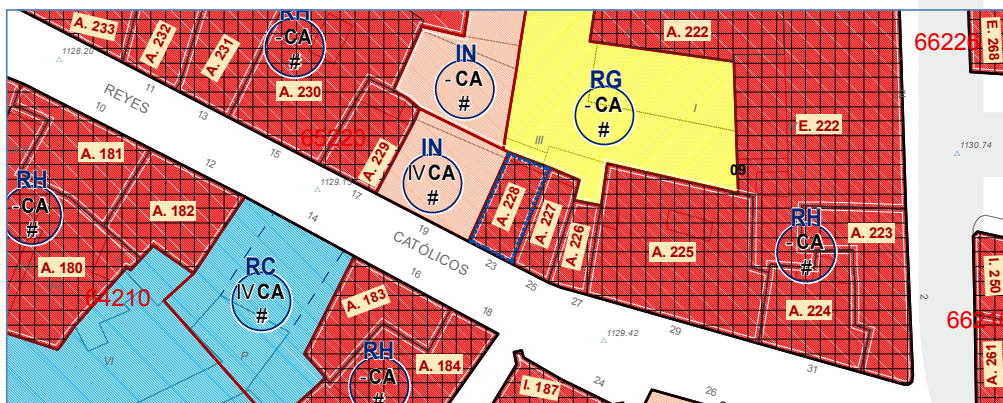 A. 233
A. 232
A. 231
RH
- CA
#
A. 230
IN
- CA
#
A. 222
RG
- CA
#
I
III
66226
E. 268
1128.20
REYES
10
11
13
15
65220
A. 229
IN
IV CA
#
E. 222
09
1130.74
A. 181
12
1129.15
17
A. 228
A. 227
A. 226
A. 225
RH
- CA
#
A. 223
RH
- CA
#
A. 182
14
19
CATÓLICOS
23
25
27
A. 180
64210
RC
IV CA
#
16
A. 183
18
29
A. 224
2
I. 250
1129.42
VI
P
RH
- CA
#
A. 184
I. 187
24
26
31
A. 261